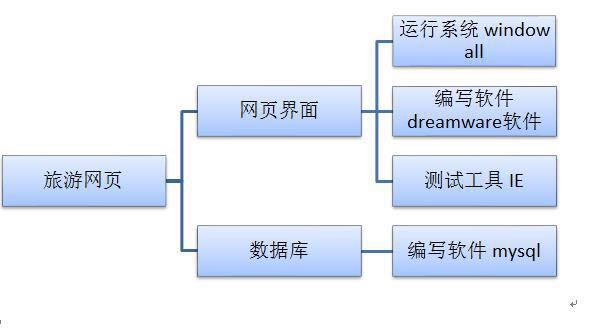 运行系统 window
all
网页界面
编写软件
dreamware软件
旅游网页
测试工具 IE
数据库
编写软件 mysql